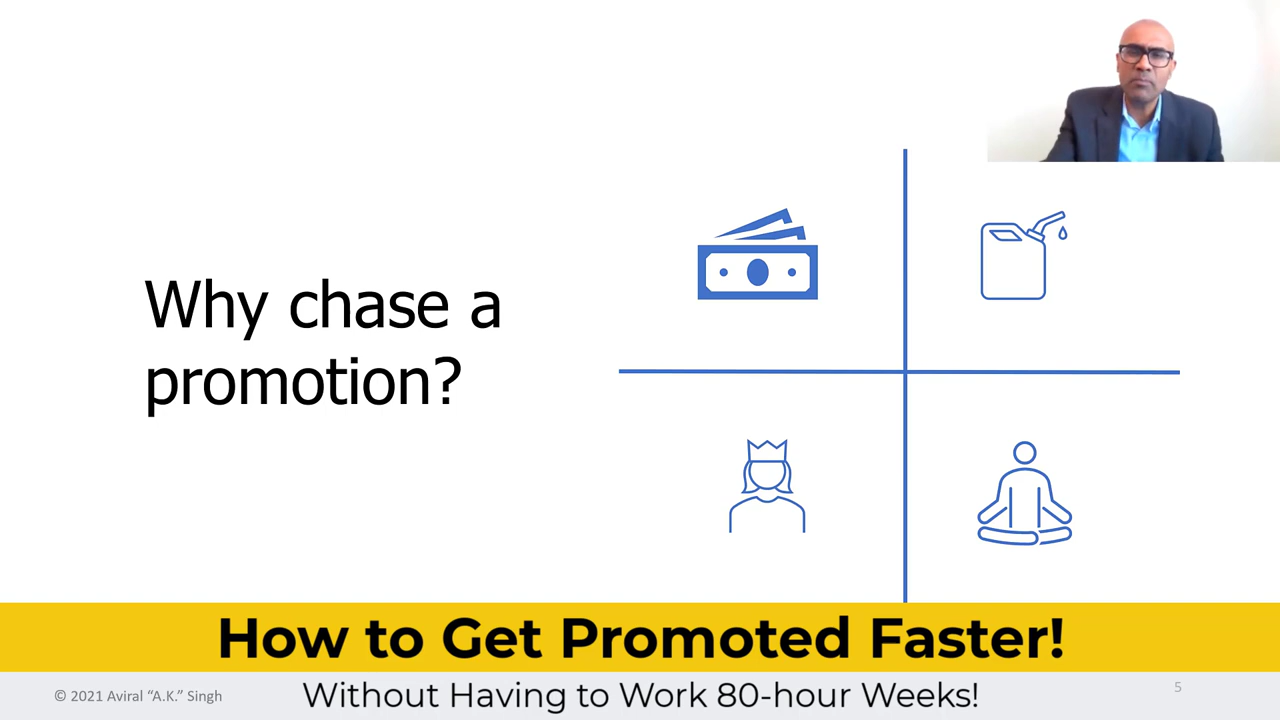 Why chase a
promotion?
How to Get Promoted Faster!
© 2021 Aviral “A.K.” Singh
Without Having to Work 80-hour Weeks!
5